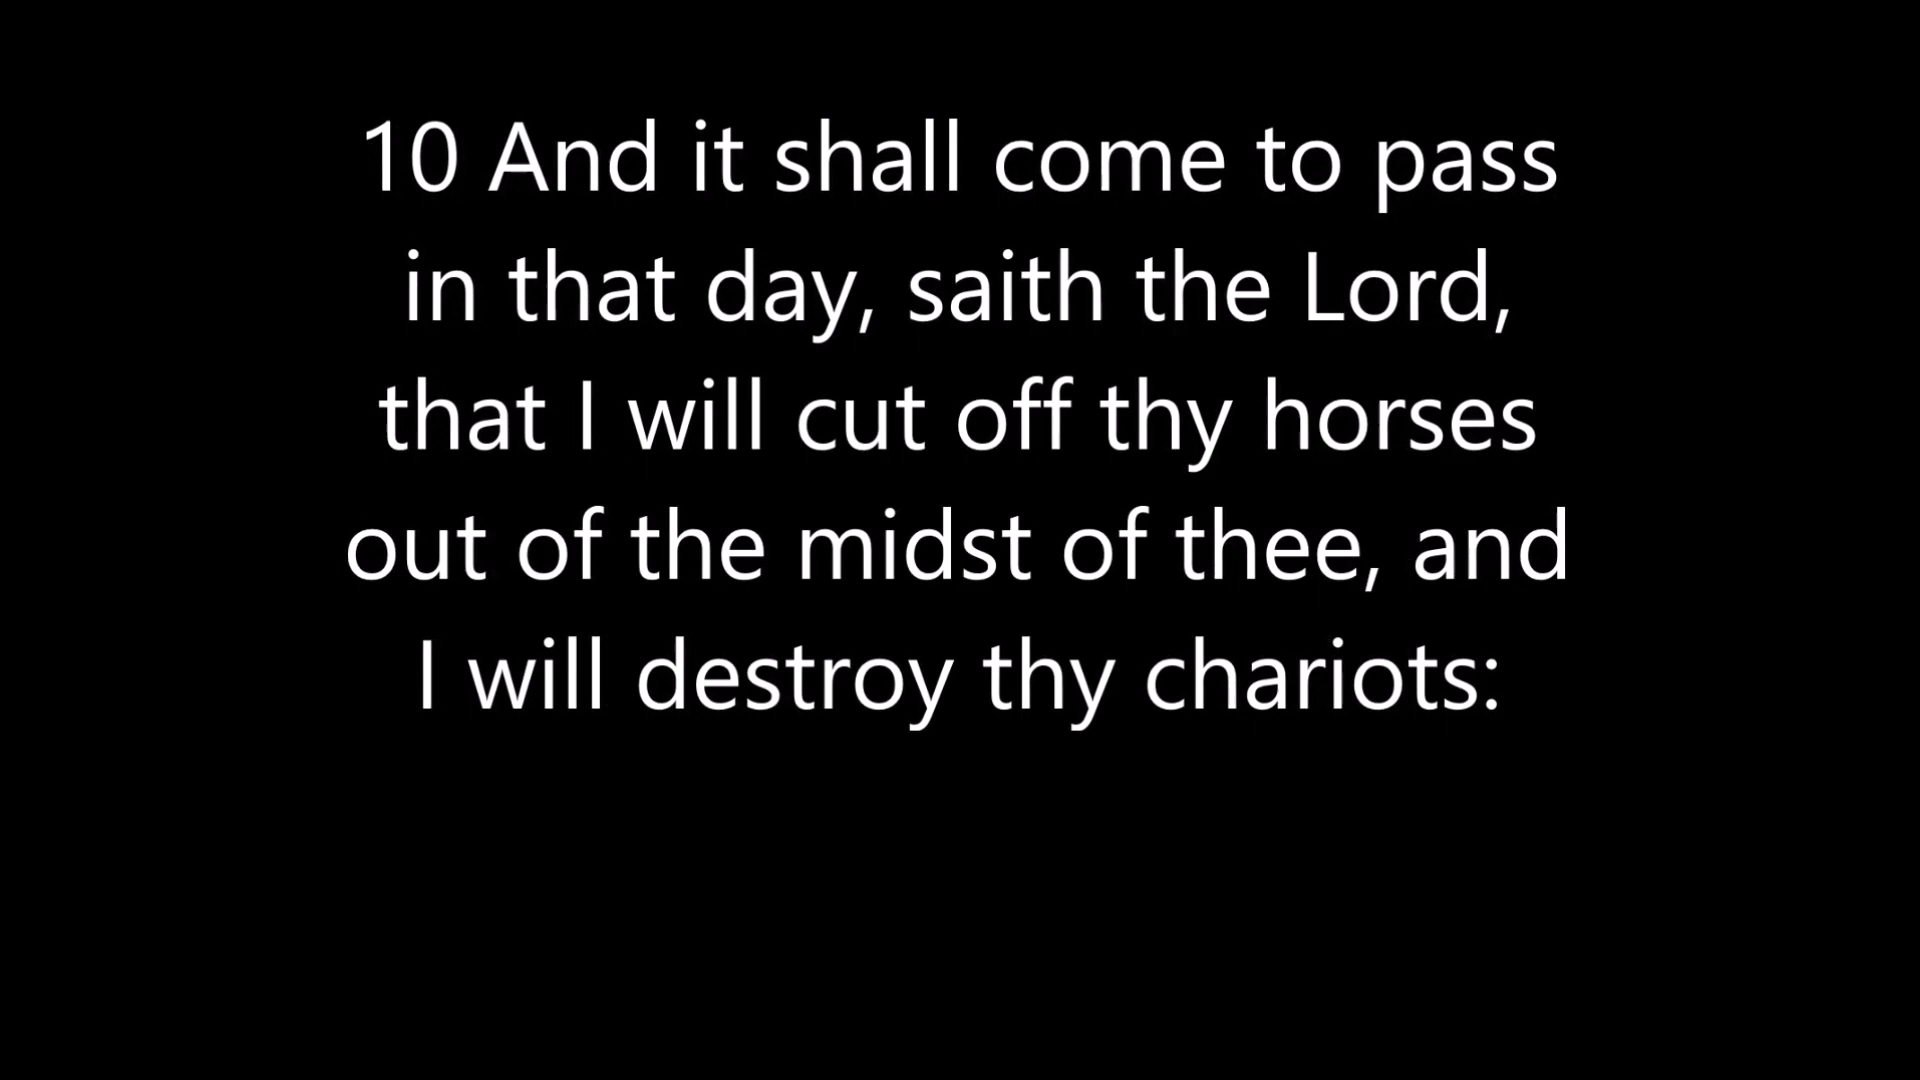 10 And it shall come to pass
in that day, saith the Lord,
that I will cut off thy horses
out of the midst of thee, and
I will destroy thy chariots: